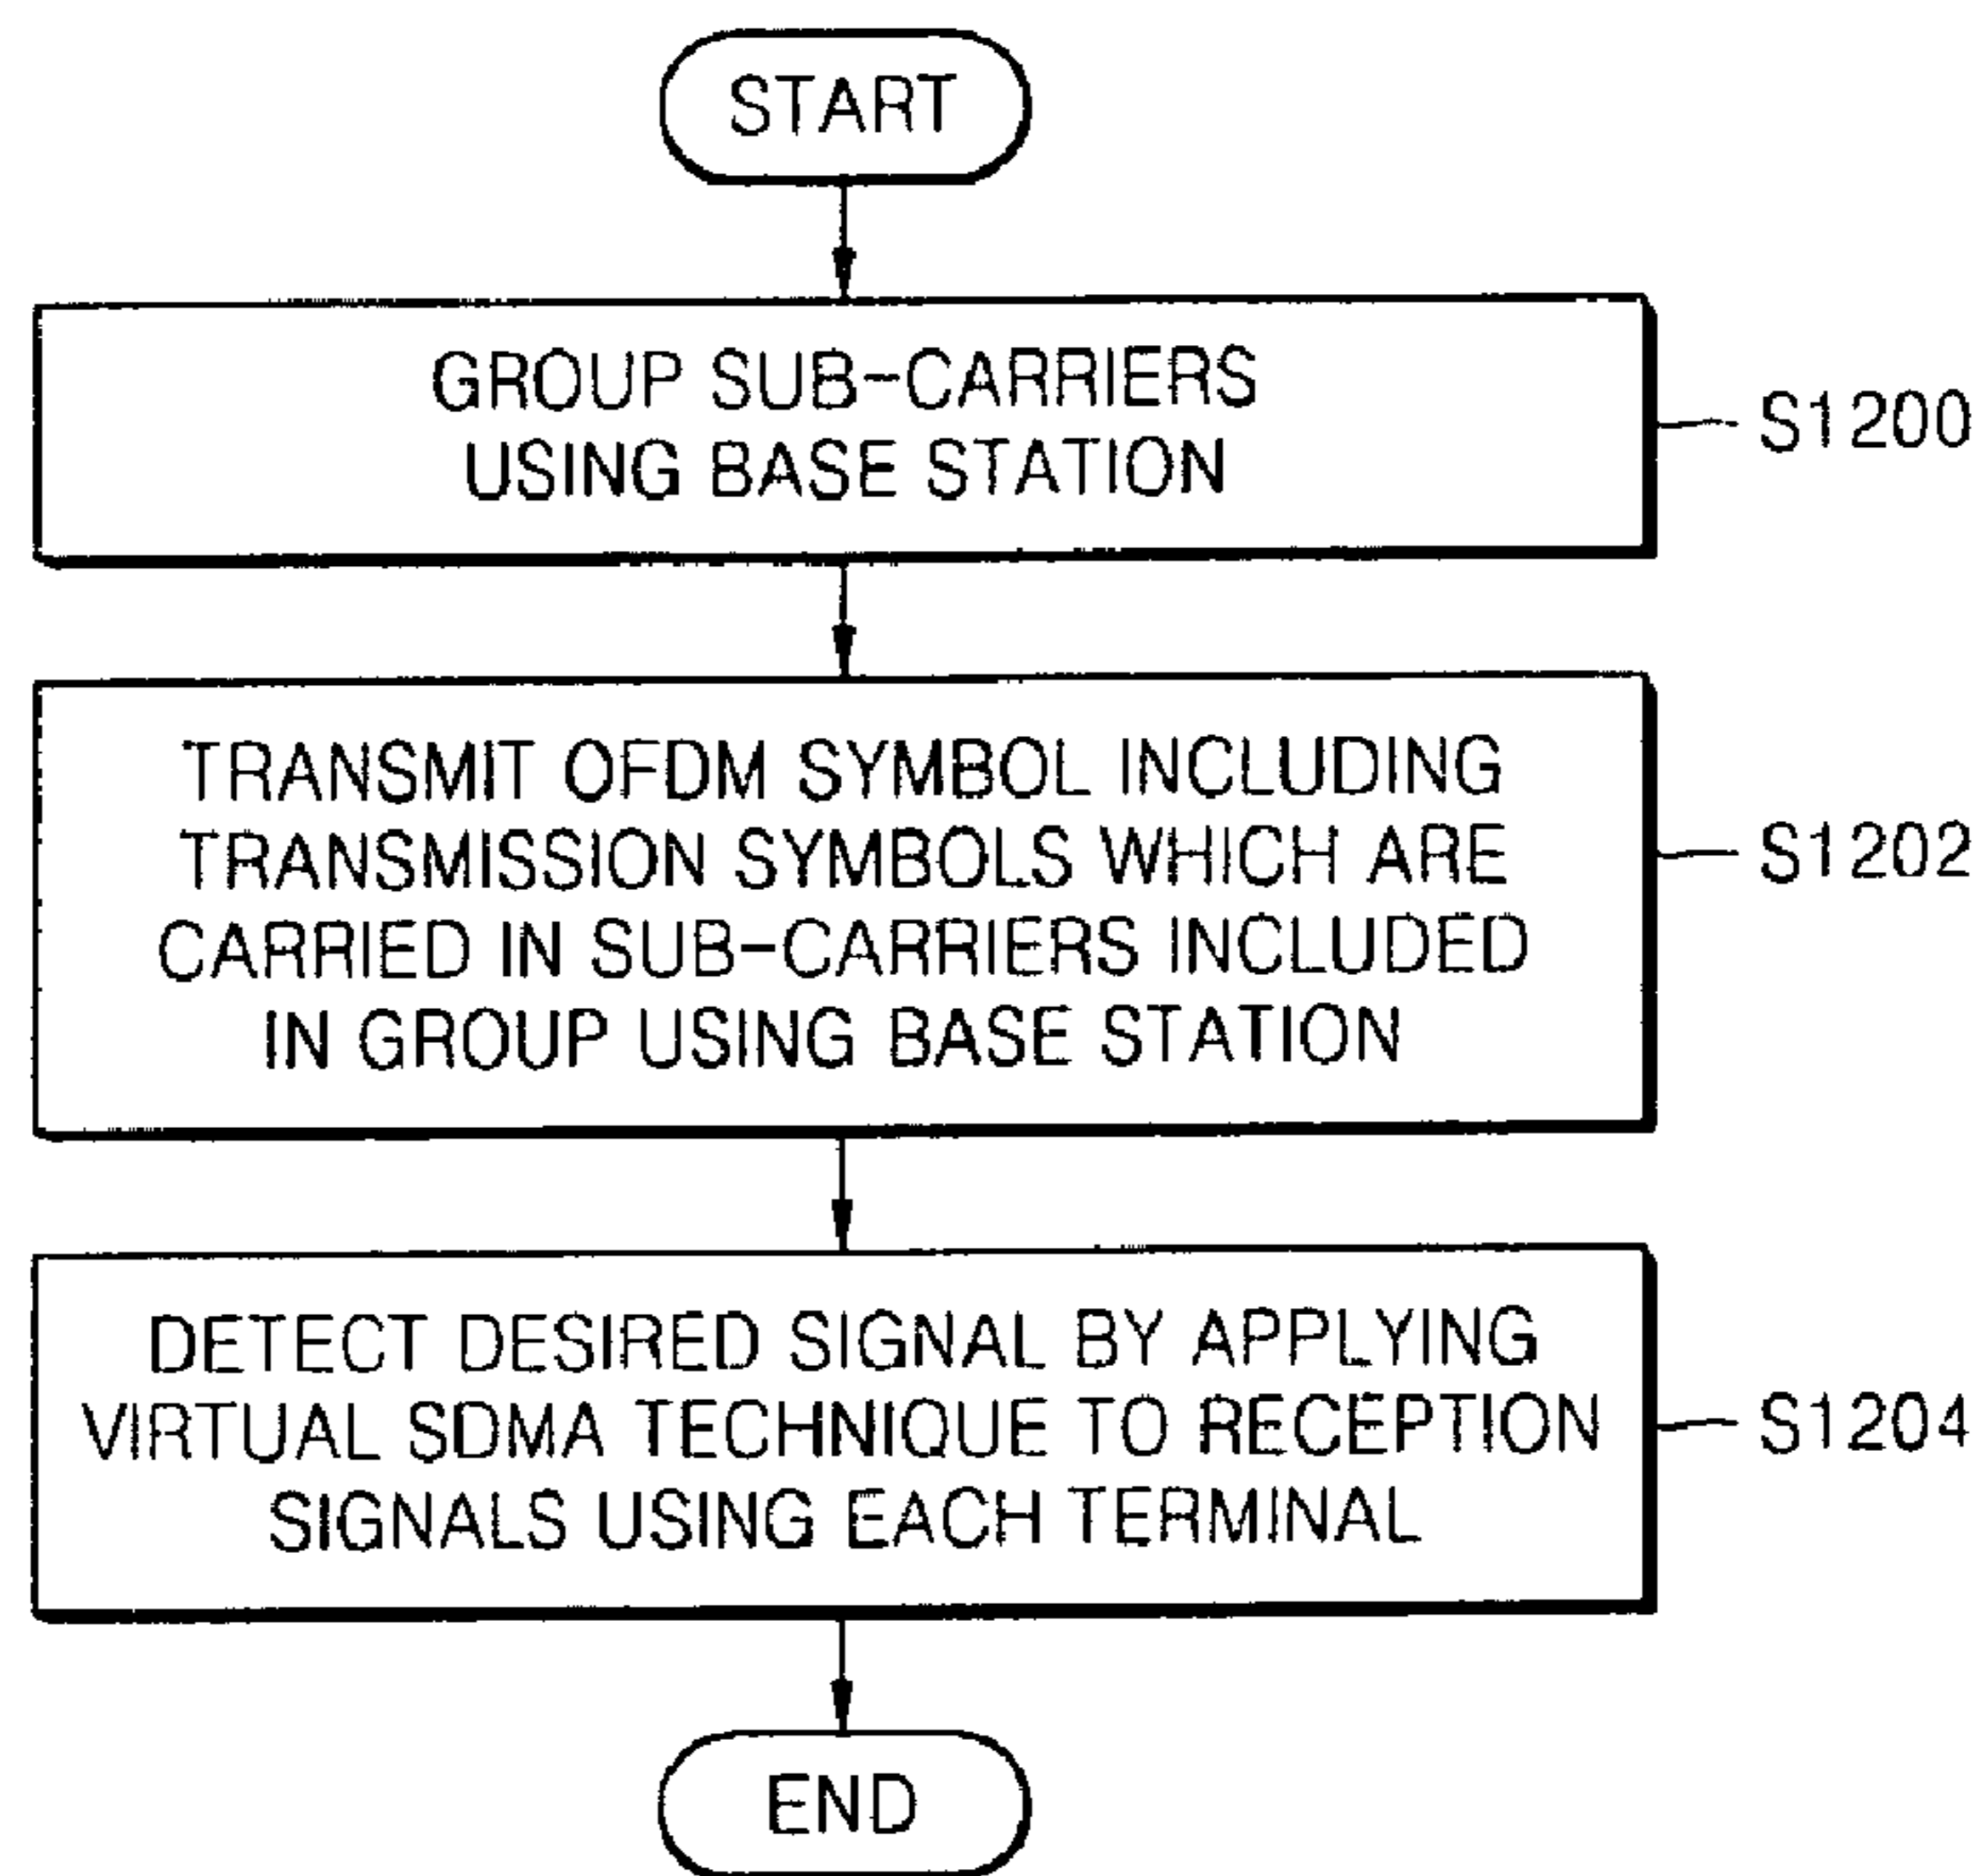 START
GROUP SUB-CARRIERS
USING BASE STATION
S1200
TRANSMIT OFDM SYMBOL INCLUDING
TRANSMISSION SYMBOLS WHICH ARE
CARRIED IN SUB-CARRIERS INCLUDED
IN GROUP USING BASE STATION
S1202
DETECT DESIRED SIGNAL BY APPLYING
VIRTUAL SDMA TECHNIQUE TO RECEPTION
SIGNALS USING EACH TERMINAL
S1204
END